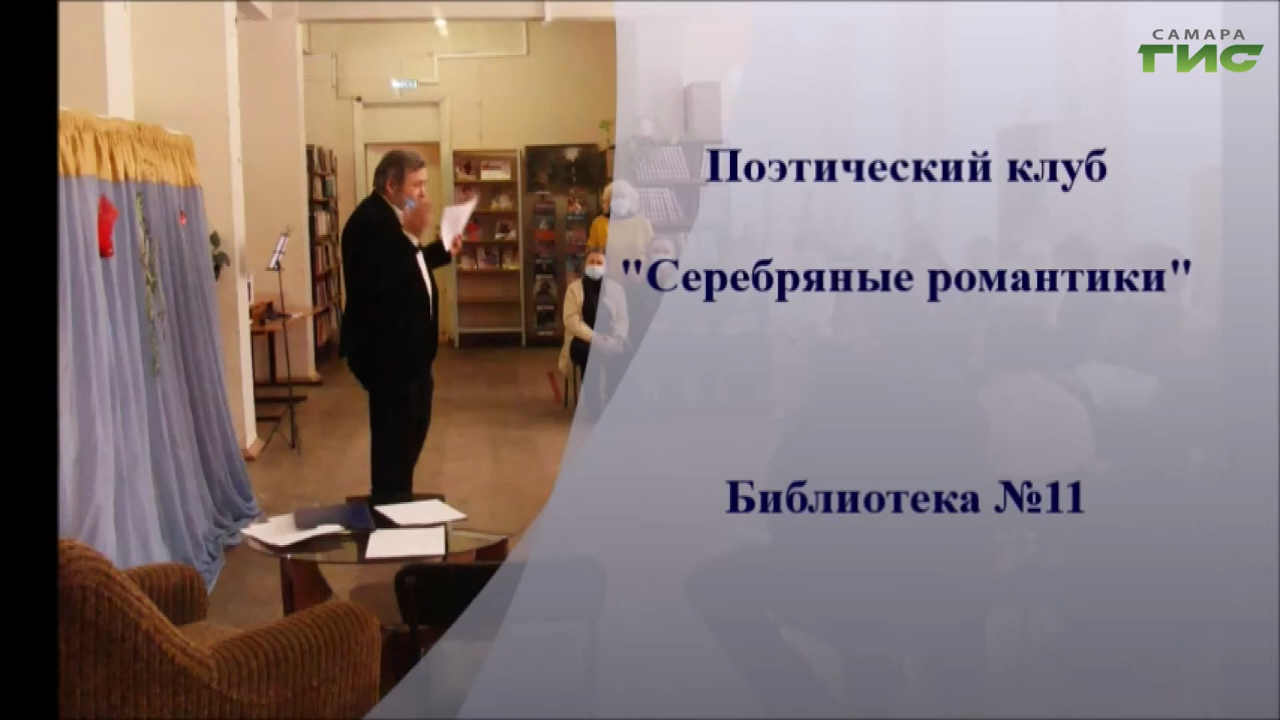 САМАРА
ГИС
Поэтический клуб
"Серебряные романтики"
Библиотека №11